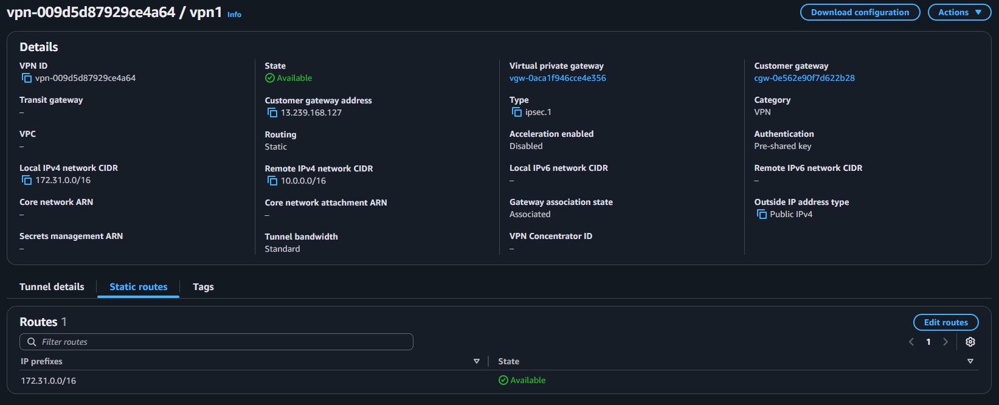 vpn-009d5d87929ce4a64 / vpn1 Info
Download configuration
Actions
Details
VPN ID
vpn-009d5d87929ce4a64
State
Available
Virtual private gateway
vgw-0aca1f946cce4e356
Customer gateway
cgw-0e562e90f7d622b28
Transit gateway
–
Customer gateway address
13.239.168.127
Type
ipsec.1
Category
VPN
VPC
–
Routing
Static
Acceleration enabled
Disabled
Authentication
Pre-shared key
Local IPv4 network CIDR
172.31.0.0/16
Remote IPv4 network CIDR
10.0.0.0/16
Local IPv6 network CIDR
–
Remote IPv6 network CIDR
–
Core network ARN
–
Core network attachment ARN
–
Gateway association state
Associated
Outside IP address type
Public IPv4
Secrets management ARN
–
Tunnel bandwidth
Standard
VPN Concentrator ID
–
Tunnel details
Static routes
Tags
Routes 1
Edit routes
Filter routes
1
IP prefixes
State
172.31.0.0/16
Available